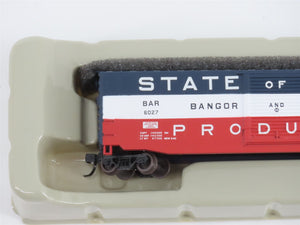 STATE OF
BAR
6027
BANGOR AND
PRODU